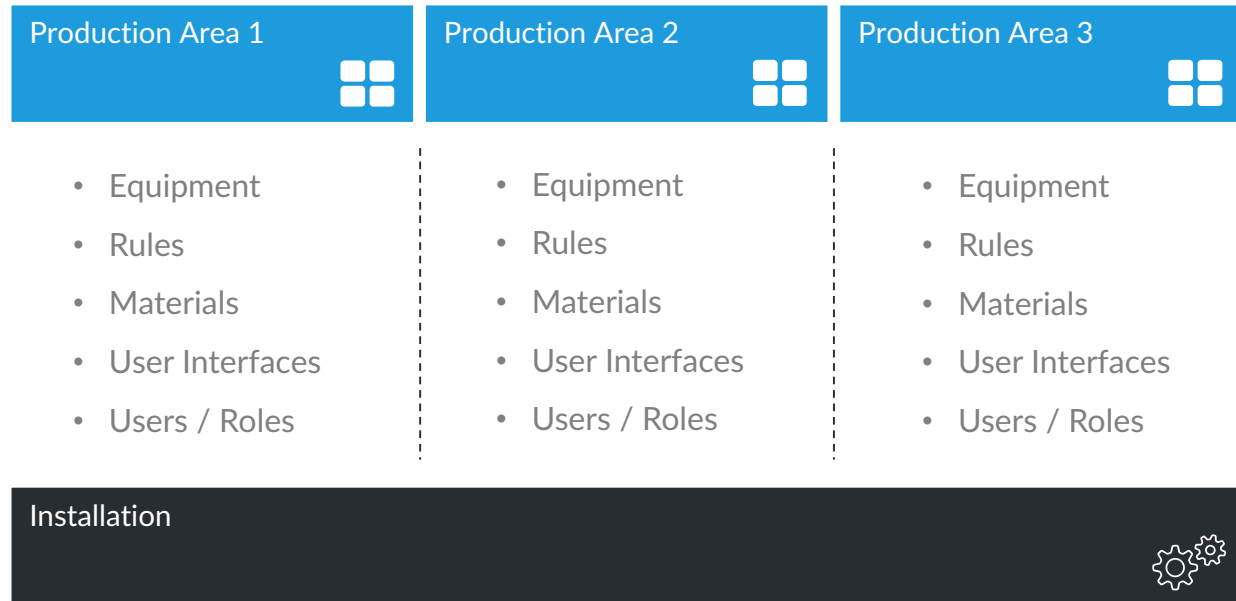 Production Area 1
• Equipment
• Rules
• Materials
• User Interfaces
• Users / Roles
Production Area 2
• Equipment
• Rules
• Materials
• User Interfaces
• Users / Roles
Production Area 3
• Equipment
• Rules
• Materials
• User Interfaces
• Users / Roles
Installation